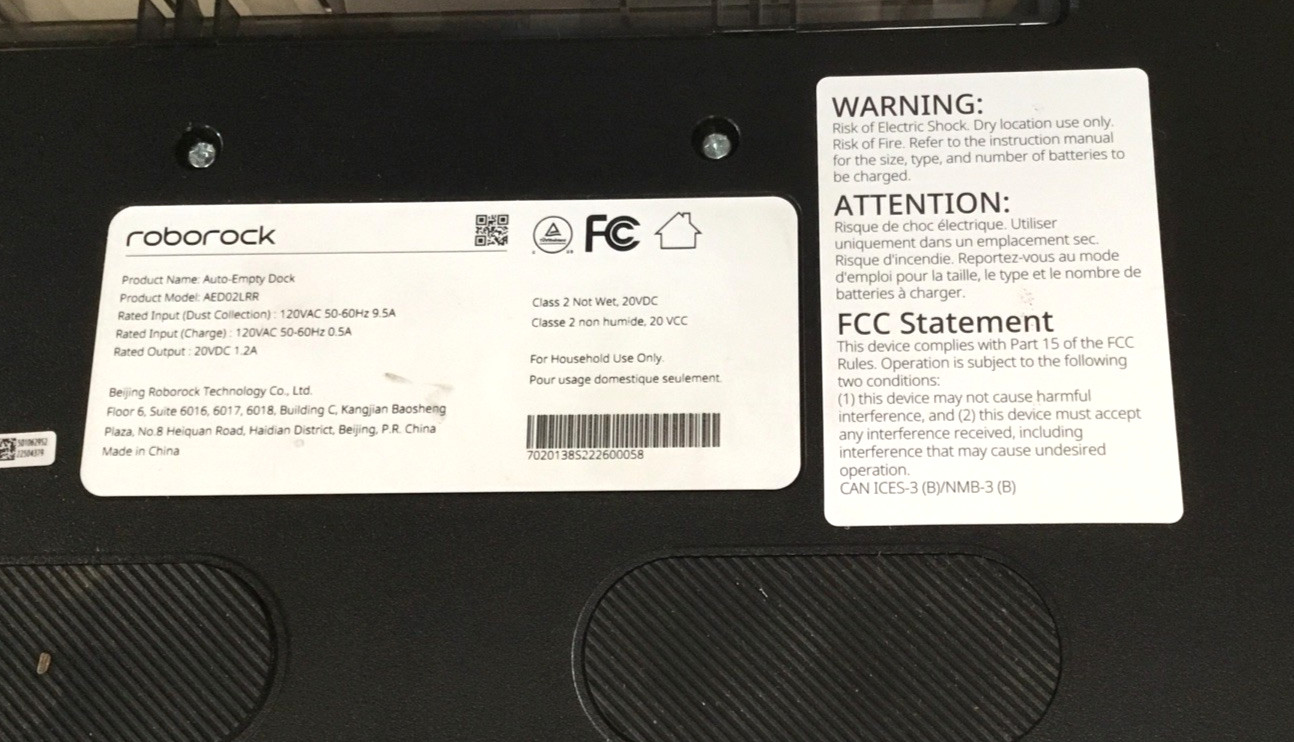 roborock
FC
Product Name: Auto-Empty Dock
Product Model: AED02LRR
Rated Input (Dust Collection) : 120VAC 50-60Hz 9.5A
Rated Input (Charge) : 120VAC 50-60Hz 0.5A
Rated Output : 20VDC 1.2A
Beijing Roborock Technology Co., Ltd.
Floor 6, Suite 6016, 6017, 6018, Building C, Kangjian Baosheng
Plaza, No.8 Heiquan Road, Haidian District, Beijing, P.R. China
Made in China
Class 2 Not Wet, 20VDC
Classe 2 non humide, 20 VCC
For Household Use Only.
Pour usage domestique seulement.
7020138S222600058
WARNING:
Risk of Electric Shock. Dry location use only.
Risk of Fire. Refer to the instruction manual
for the size, type, and number of batteries to
be charged.
ATTENTION:
Risque de choc électrique. Utiliser
uniquement dans un emplacement sec.
Risque d'incendie. Reportez-vous au mode
d'emploi pour la taille, le type et le nombre de
batteries à charger.
FCC Statement
This device complies with Part 15 of the FCC
Rules. Operation is subject to the following
two conditions:
(1) this device may not cause harmful
interference, and (2) this device must accept
any interference received, including
interference that may cause undesired
operation.
CAN ICES-3 (B)/NMB-3 (B)